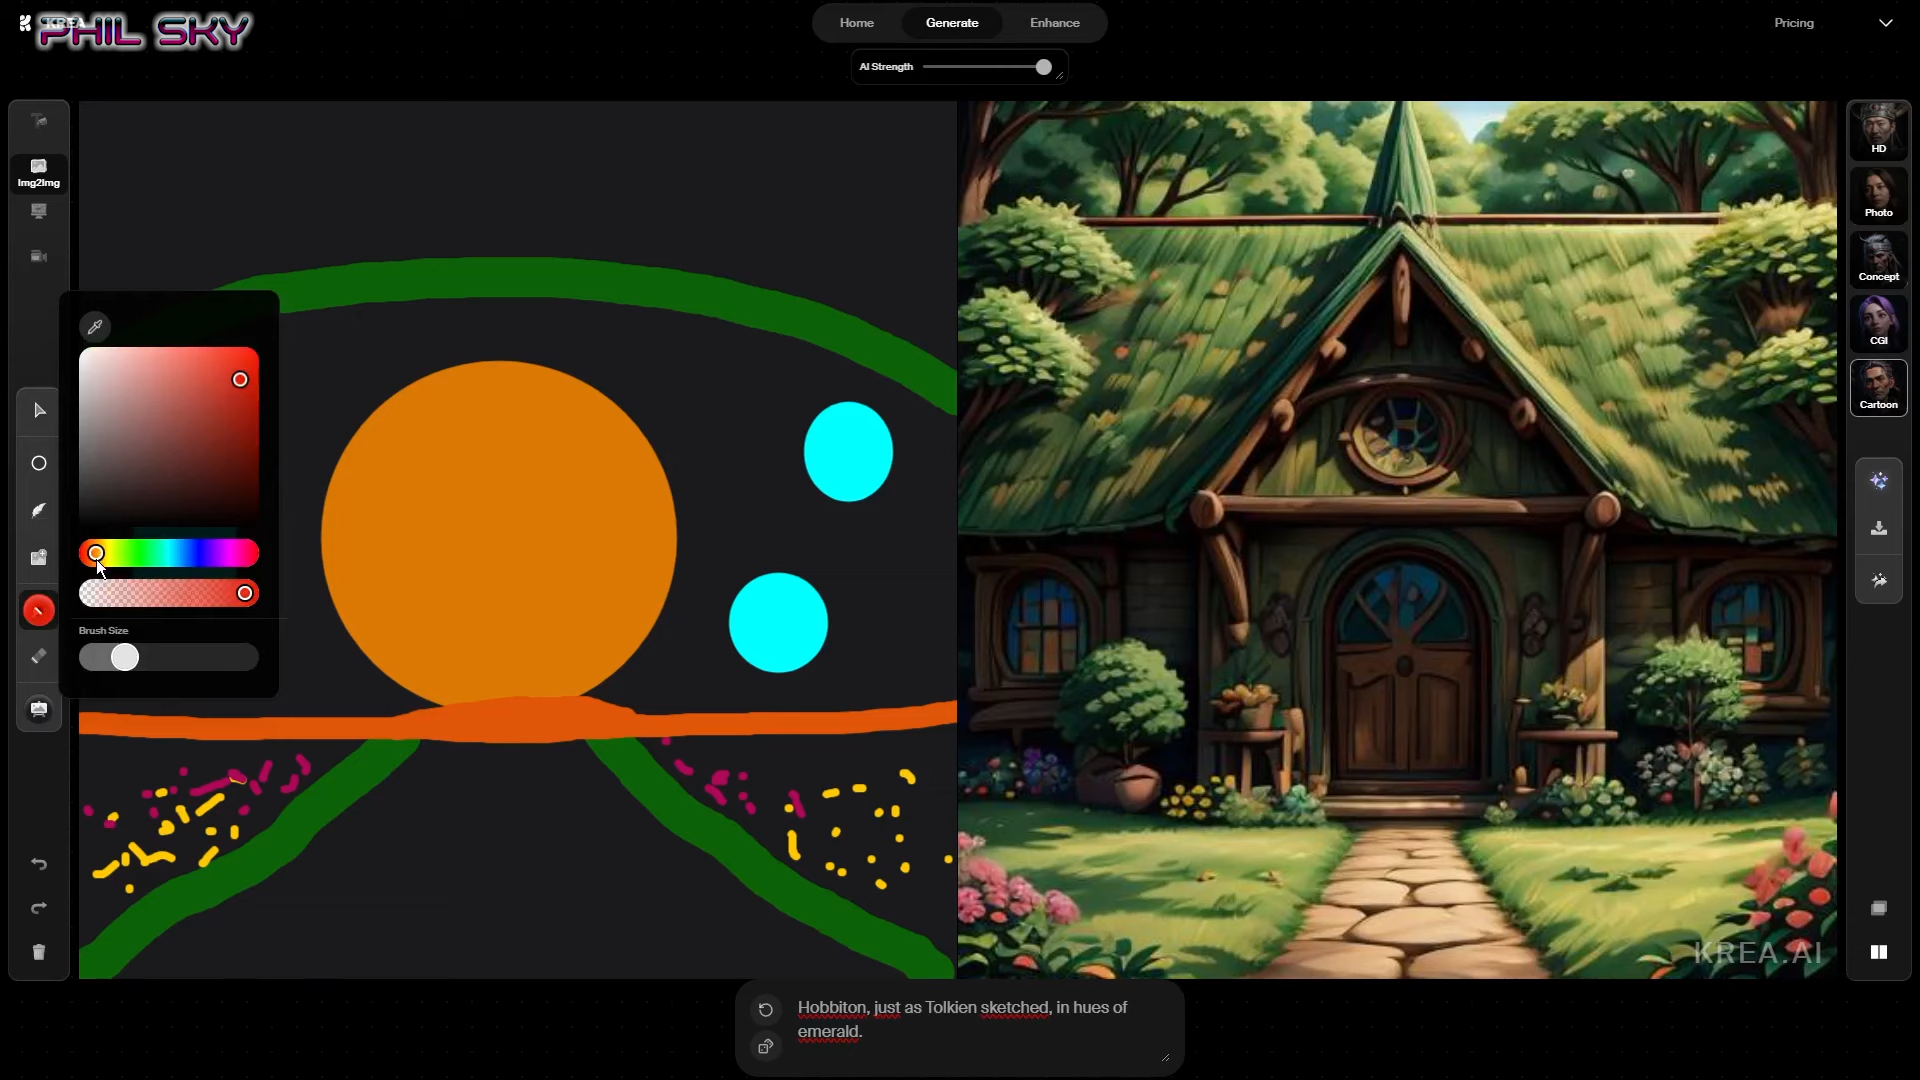 KREA
PHIL SKY
Home
Generate
Enhance
Pricing
AI Strength
Img2Img
Brush Size
HD
Photo
Concept
CGI
Cartoon
KREA.AI
Hobbiton, just as Tolkien sketched, in hues of
emerald.